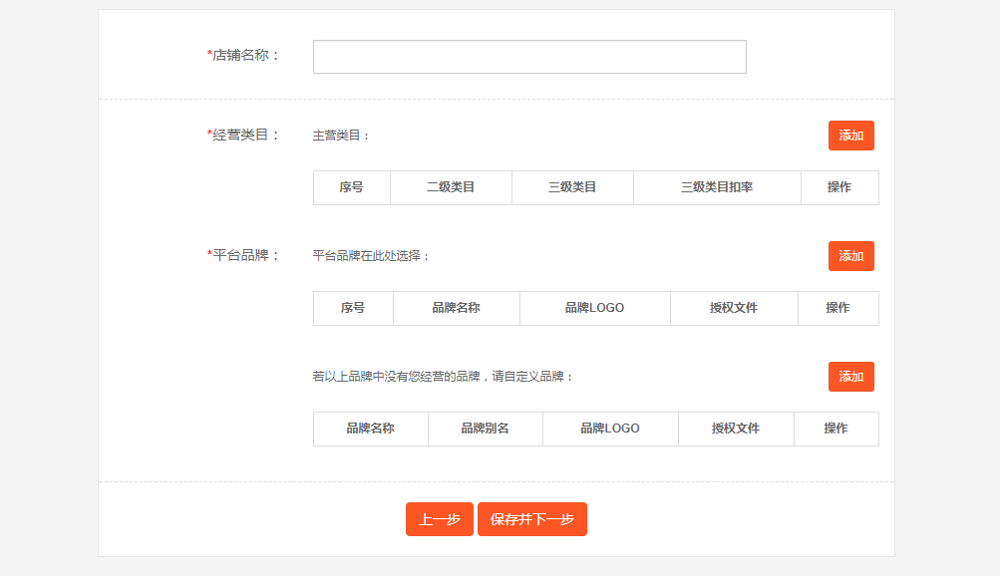 *店铺名称：
*经营类目： 主营类目： 添加
序号 二级类目 三级类目 三级类目扣率 操作
*平台品牌： 平台品牌在此处选择： 添加
序号 品牌名称 品牌LOGO 授权文件 操作
若以上品牌中没有您经营的品牌，请自定义品牌： 添加
品牌名称 品牌别名 品牌LOGO 授权文件 操作
上一步 保存并下一步